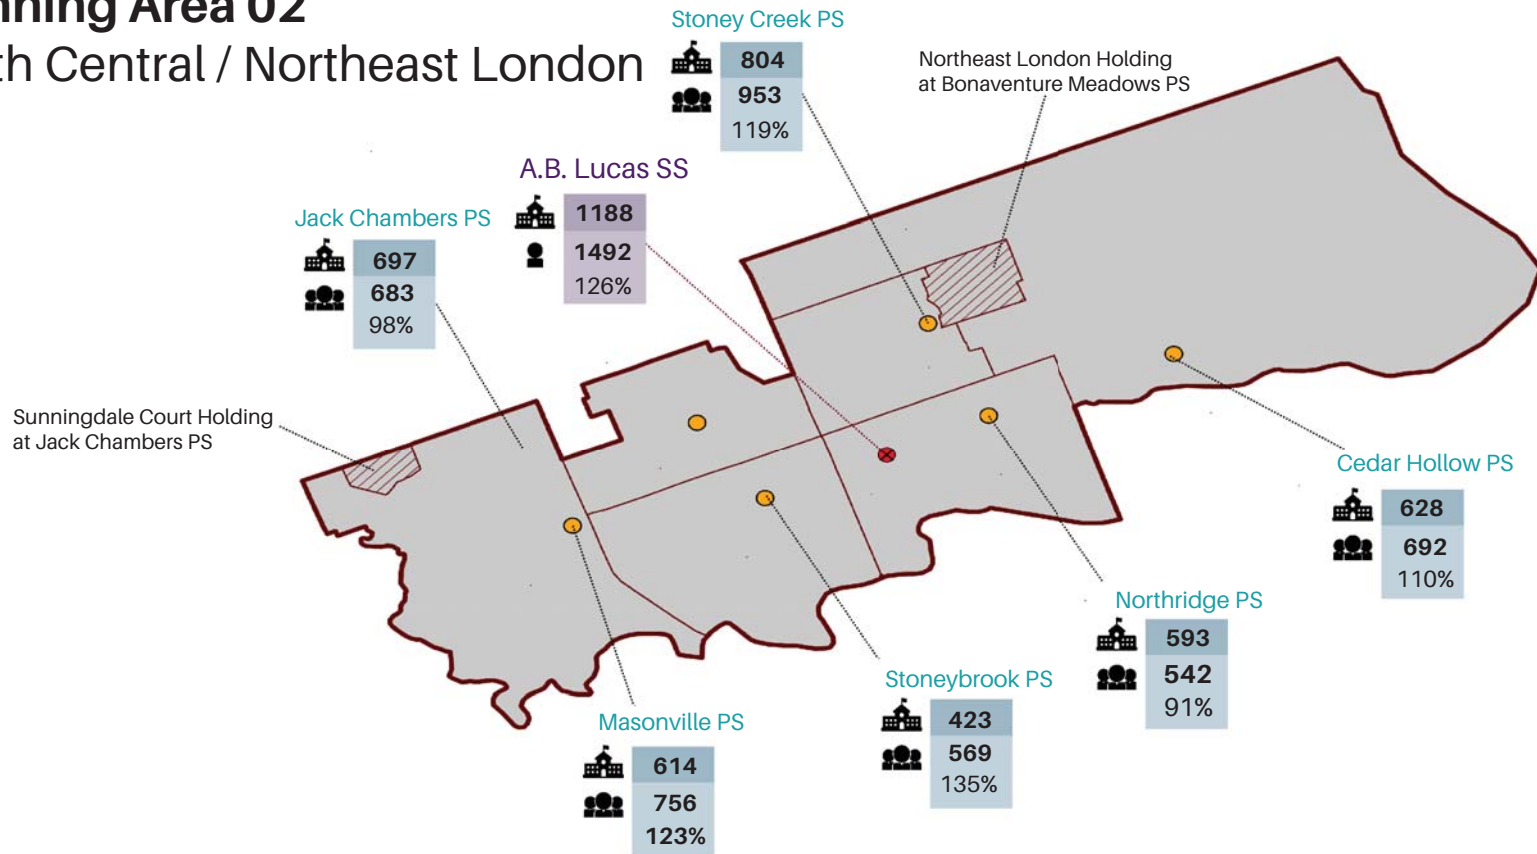 nning Area 02
th Central / Northeast London
Stoney Creek PS
804
953
119%
Northeast London Holding
at Bonaventure Meadows PS
A.B. Lucas SS
1188
1492
126%
Jack Chambers PS
697
683
98%
Sunningdale Court Holding
at Jack Chambers PS
Cedar Hollow PS
628
692
110%
Northridge PS
593
542
91%
Stoneybrook PS
423
569
135%
Masonville PS
614
756
123%